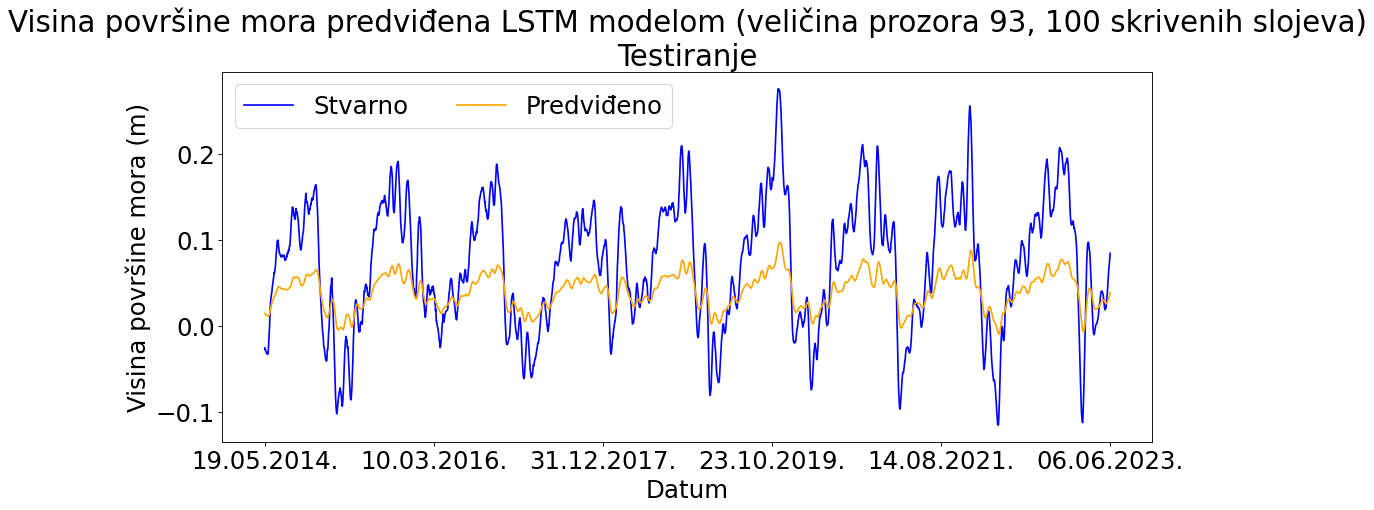 Visina površine mora predviđena LSTM modelom (veličina prozora 93, 100 skrivenih slojeva)
Testiranje
Stvarno
Predviđeno
Visina površine mora (m)
0.2
0.1
0.0
−0.1
19.05.2014.
10.03.2016.
31.12.2017.
23.10.2019.
14.08.2021.
06.06.2023.
Datum